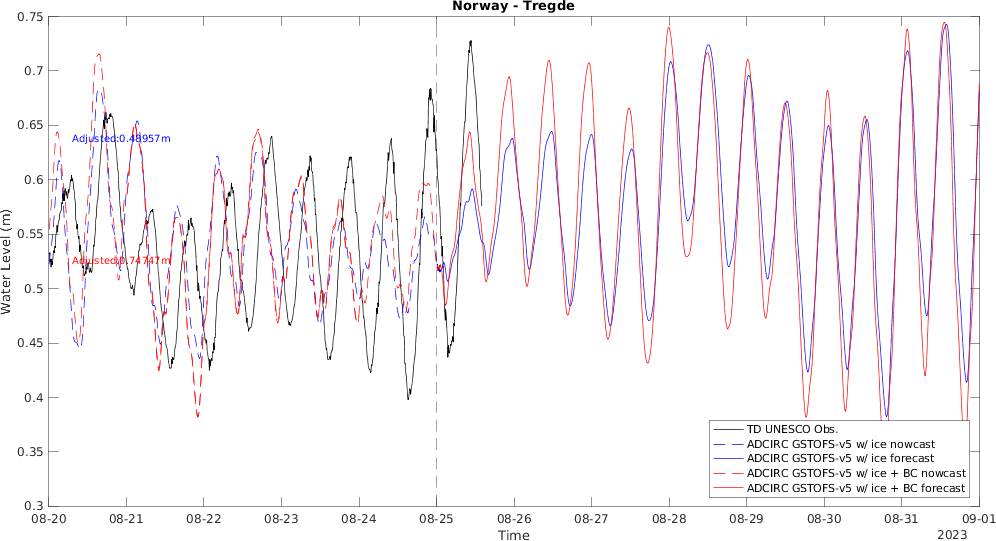 Norway - Tregde
0.75
0.7
0.65
0.6
0.55
0.5
0.45
0.4
0.35
0.3
Water Level (m)
Adjusted:0.48957m
Adjusted:0.74747m
TD UNESCO Obs.
ADCIRC GSTOFS-v5 w/ ice nowcast
ADCIRC GSTOFS-v5 w/ ice forecast
ADCIRC GSTOFS-v5 w/ ice + BC nowcast
ADCIRC GSTOFS-v5 w/ ice + BC forecast
08-20 08-21 08-22 08-23 08-24 08-25 08-26 08-27 08-28 08-29 08-30 08-31 09-01
Time
2023